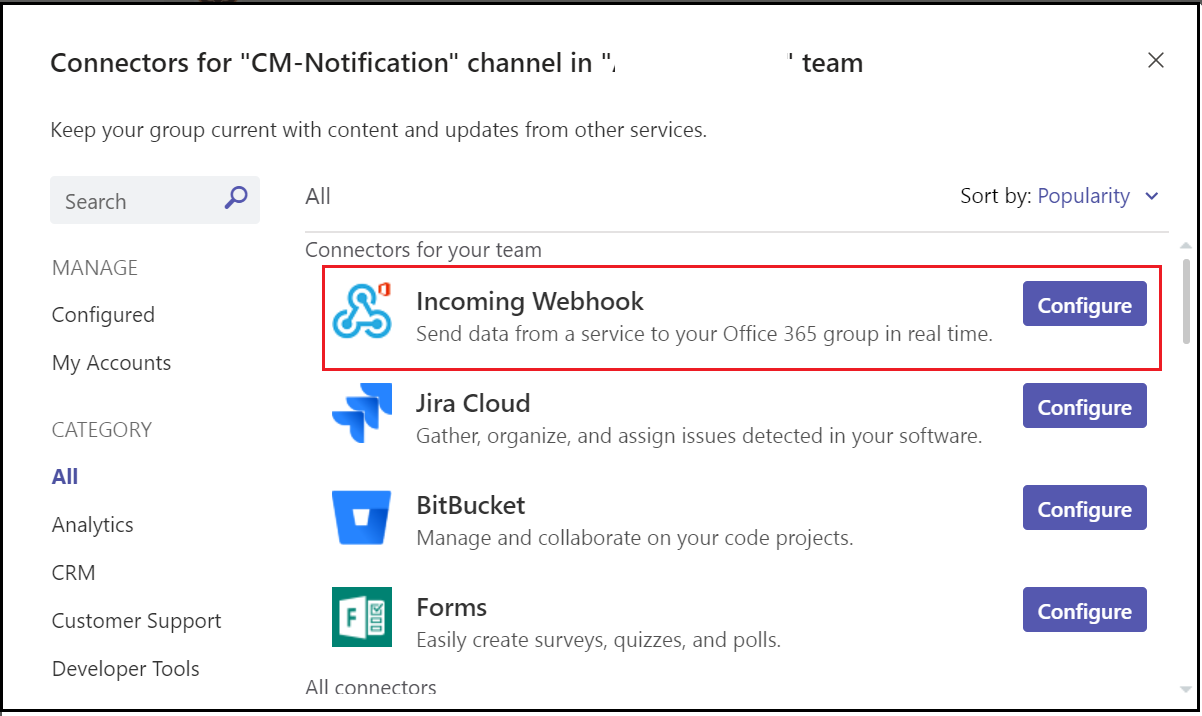 Connectors for "CM-Notification" channel in " ' team
Keep your group current with content and updates from other services.
Search
All
Sort by: Popularity
MANAGE
Configured
My Accounts
CATEGORY
All
Analytics
CRM
Customer Support
Developer Tools
Connectors for your team
Incoming Webhook
Send data from a service to your Office 365 group in real time.
Configure
Jira Cloud
Gather, organize, and assign issues detected in your software.
Configure
BitBucket
Manage and collaborate on your code projects.
Configure
F
Forms
Easily create surveys, quizzes, and polls.
Configure
All connectors